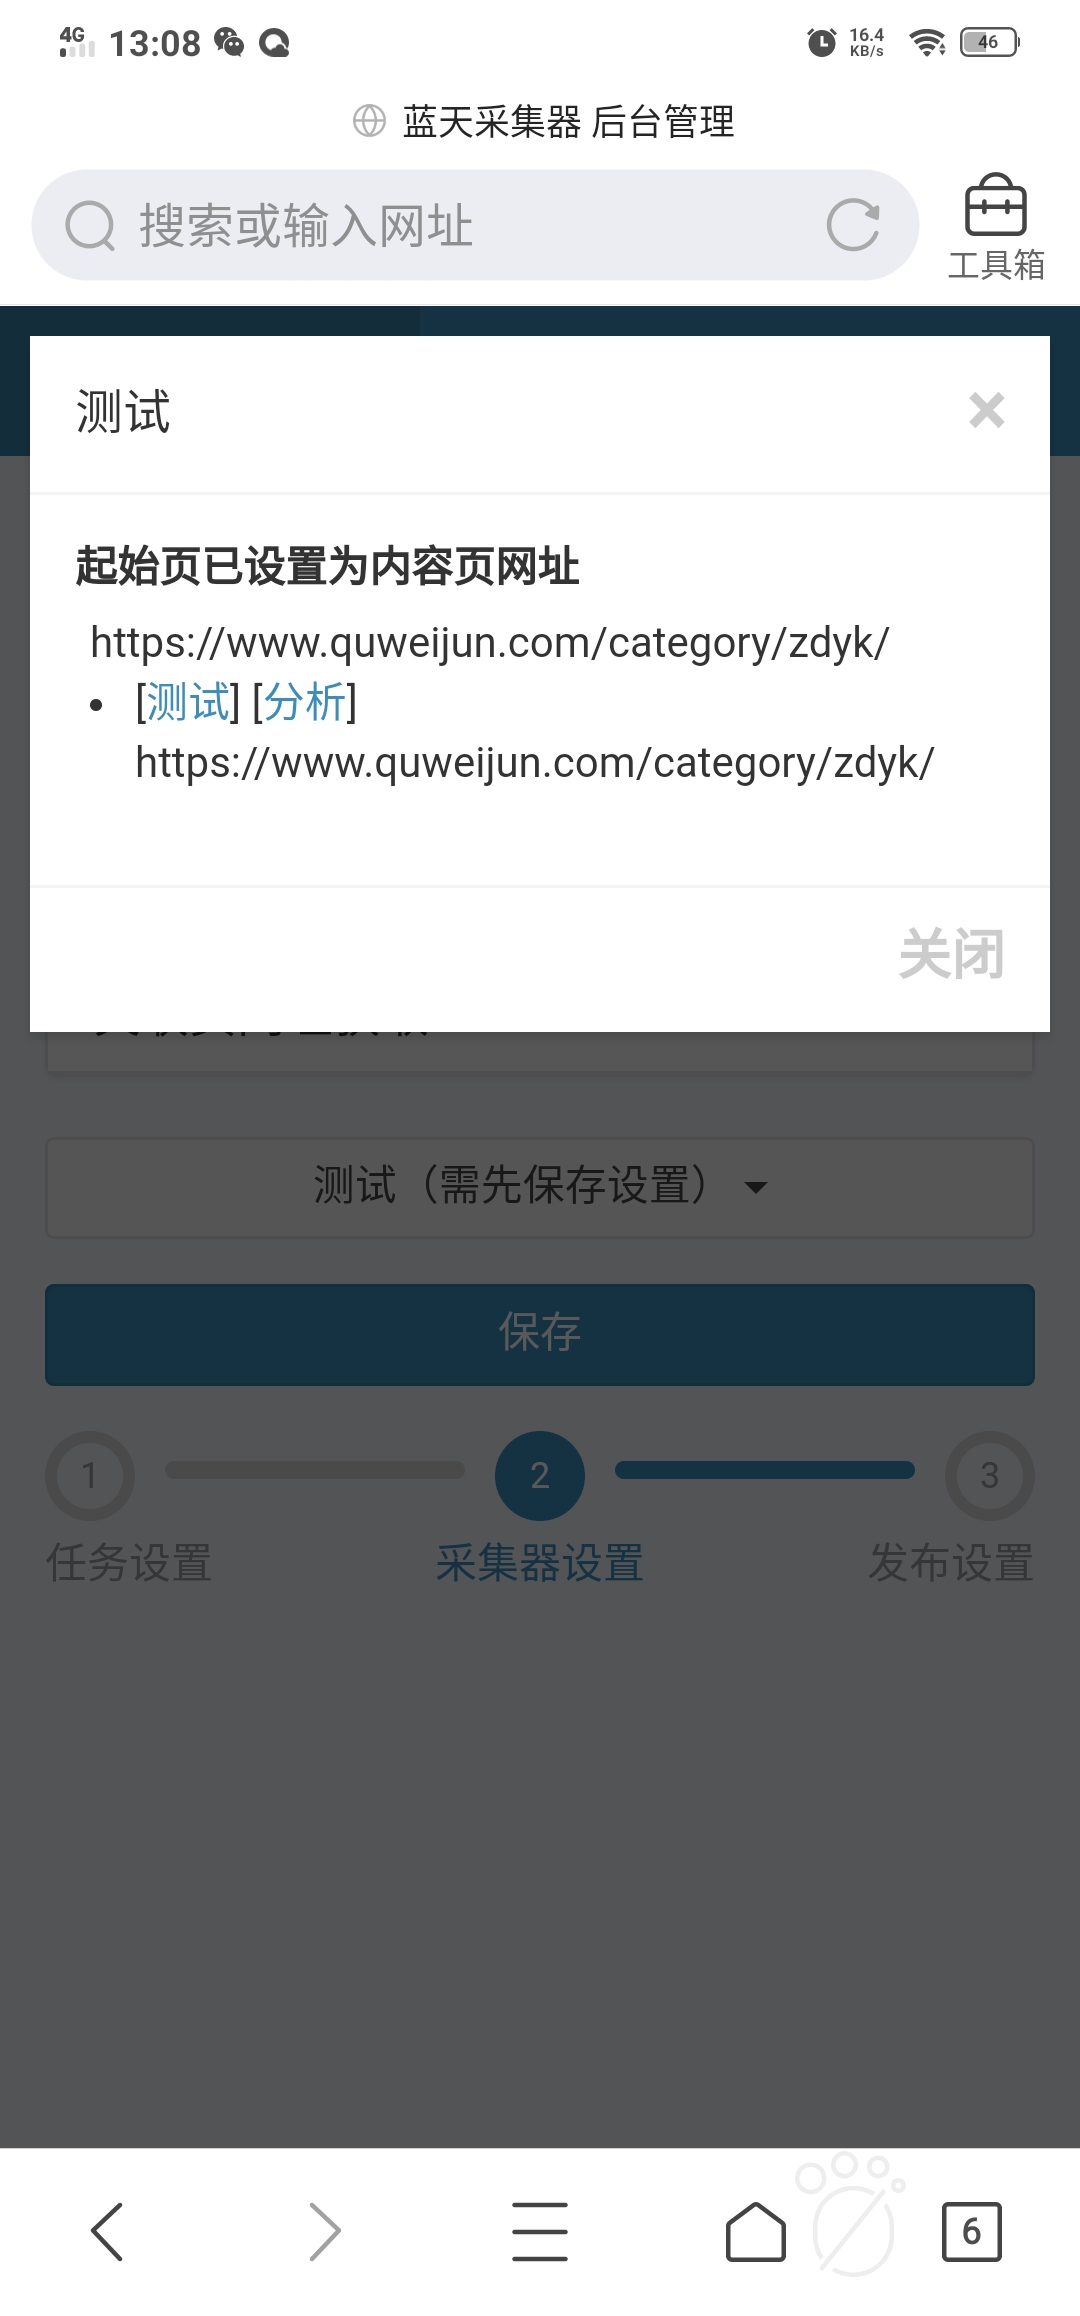 4G 13:08 16.4 KB/s 46
蓝天采集器 后台管理
搜索或输入网址
工具箱
测试
起始页已设置为内容页网址
https://www.quweijun.com/category/zdyk/
• [测试] [分析]
https://www.quweijun.com/category/zdyk/
关闭
测试（需先保存设置）
保存
1 2 3
任务设置 采集器设置 发布设置
6